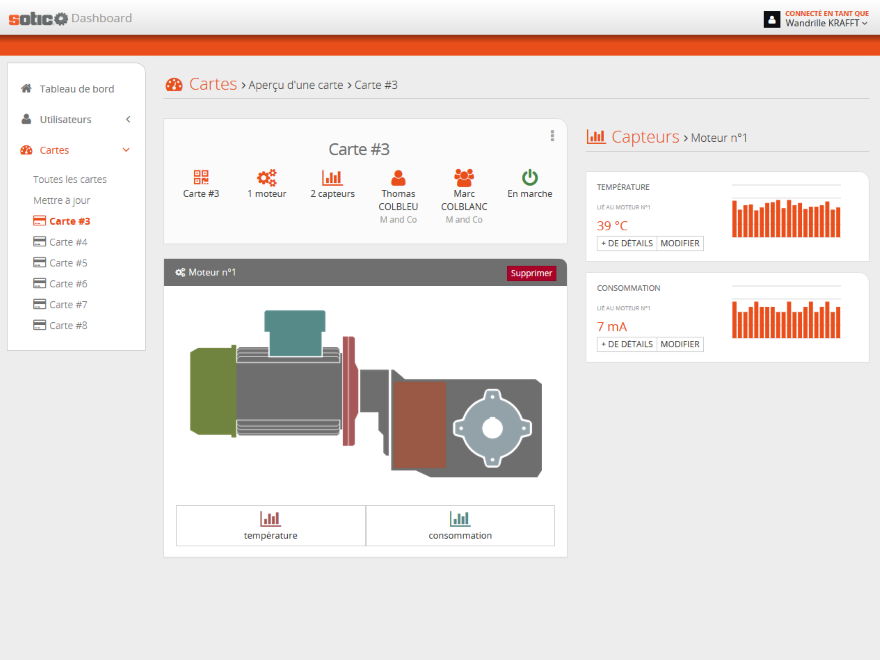 sotic Dashboard
CONNECTÉ EN TANT QUE
Wandrille KRAFFT
Tableau de bord
Utilisateurs
Cartes
Toutes les cartes
Mettre à jour
Carte #3
Carte #4
Carte #5
Carte #6
Carte #7
Carte #8
Cartes > Aperçu d'une carte > Carte #3
Carte #3
Carte #3
1 moteur
2 capteurs
Thomas
COLBLEU
M and Co
Marc
COLBLANC
M and Co
En marche
Moteur n°1
Supprimer
température
consommation
Capteurs > Moteur n°1
TEMPÉRATURE
LIÉ AU MOTEUR N°1
39 °C
+ DE DÉTAILS MODIFIER
CONSOMMATION
LIÉ AU MOTEUR N°1
7 mA
+ DE DÉTAILS MODIFIER